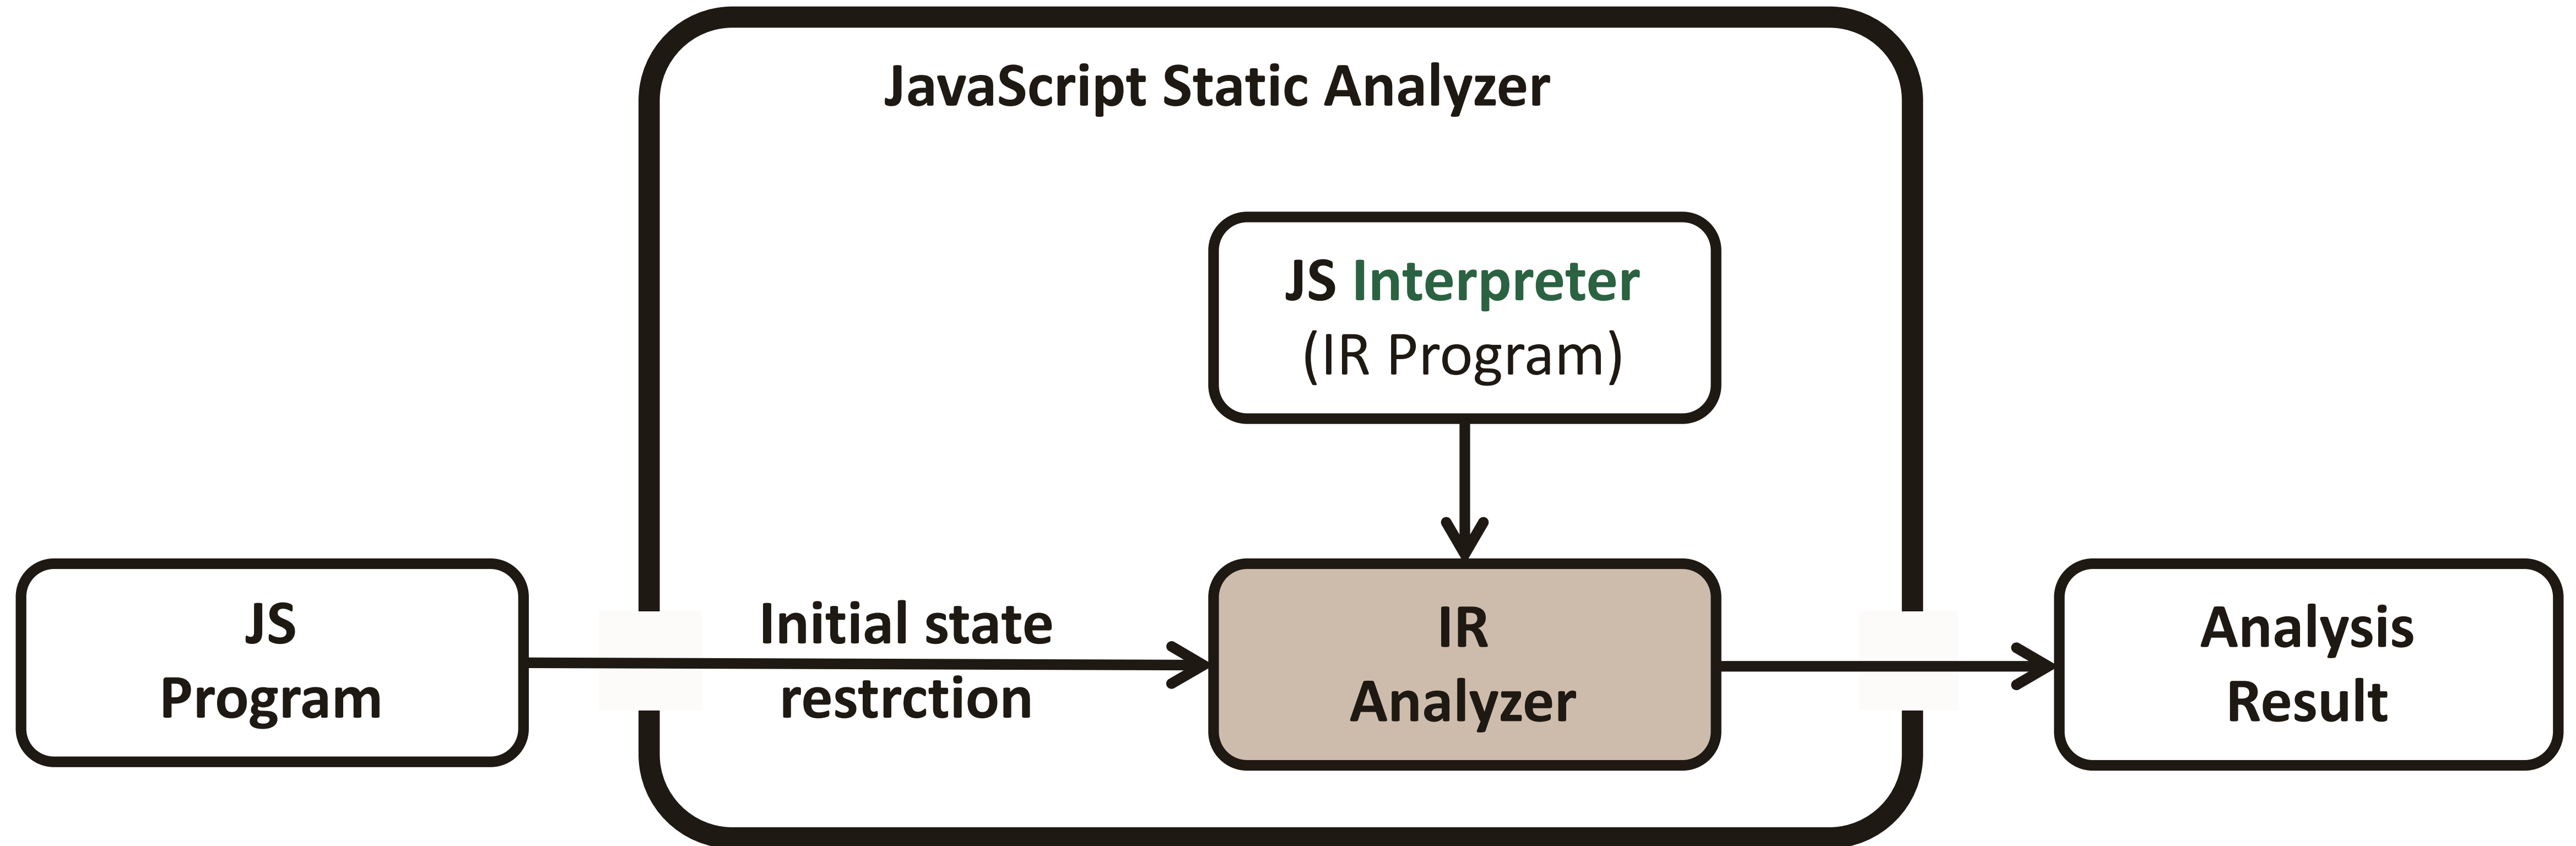 JavaScript Static Analyzer
JS Interpreter
(IR Program)
JS
Program
Initial state
restrction
IR
Analyzer
Analysis
Result